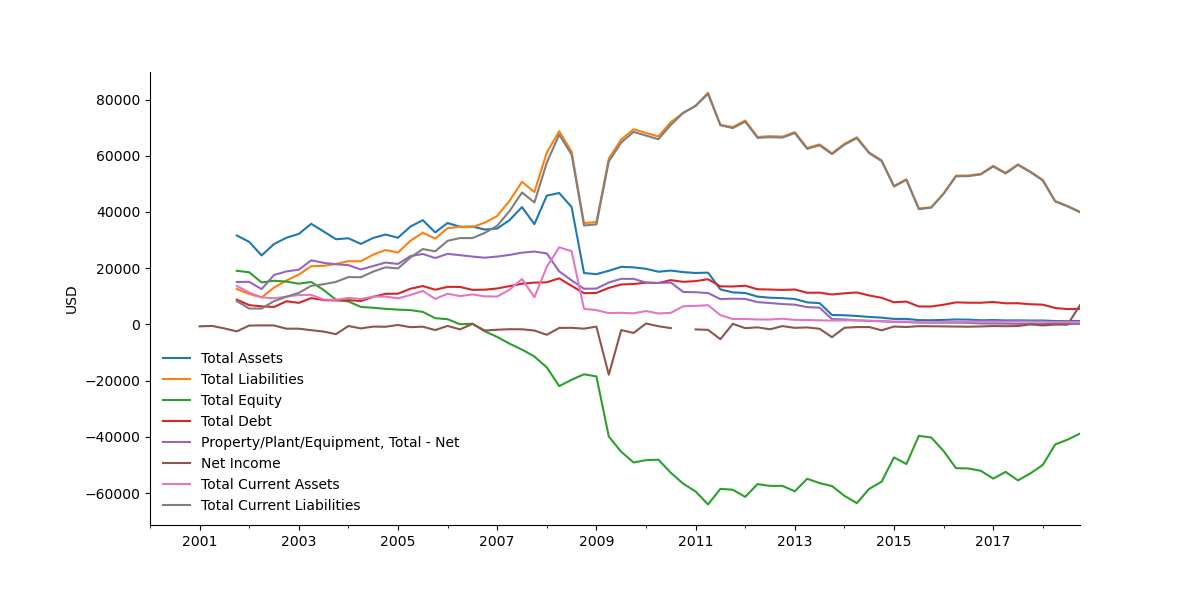 80000
60000
40000
20000
0
−20000
−40000
−60000
USD
Total Assets
Total Liabilities
Total Equity
Total Debt
Property/Plant/Equipment, Total - Net
Net Income
Total Current Assets
Total Current Liabilities
2001 2003 2005 2007 2009 2011 2013 2015 2017